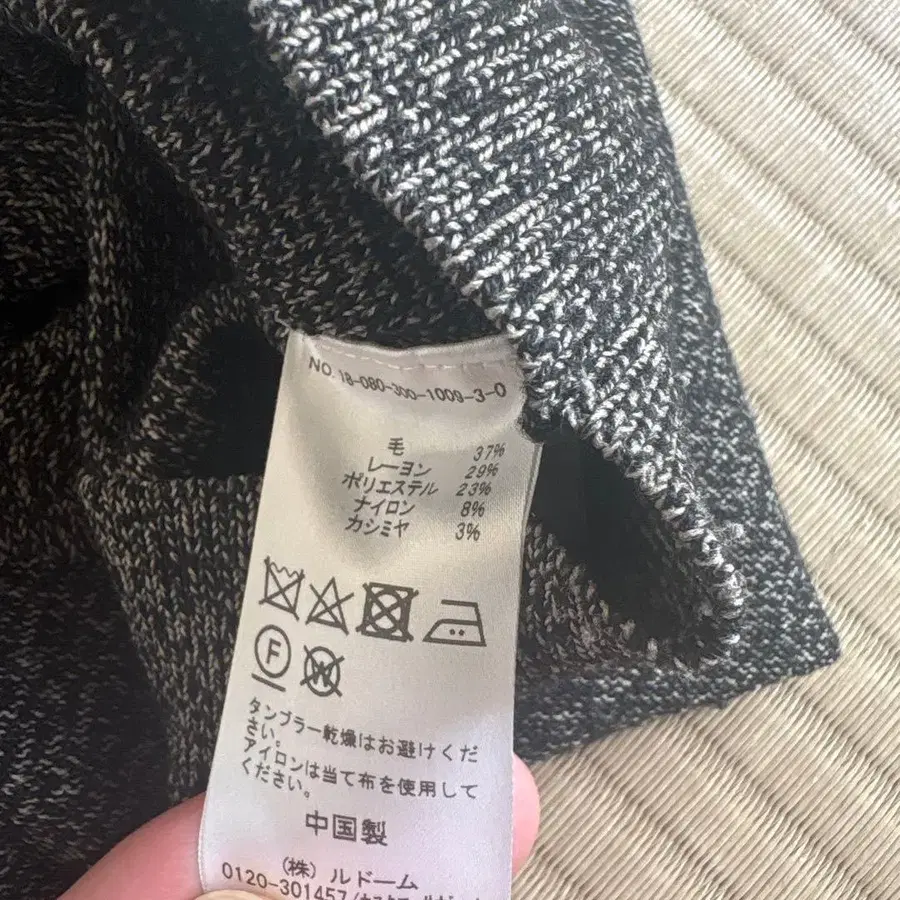 NO. 18-080-300-1009-3-0
毛 37%
レーヨン 29%
ポリエステル 23%
ナイロン 8%
カシミヤ 3%
F
W
タンブラー乾燥はお避けくだ
さい。
アイロンは当て布を使用して
ください。
中国製
(株)ルドーム
0120-301457